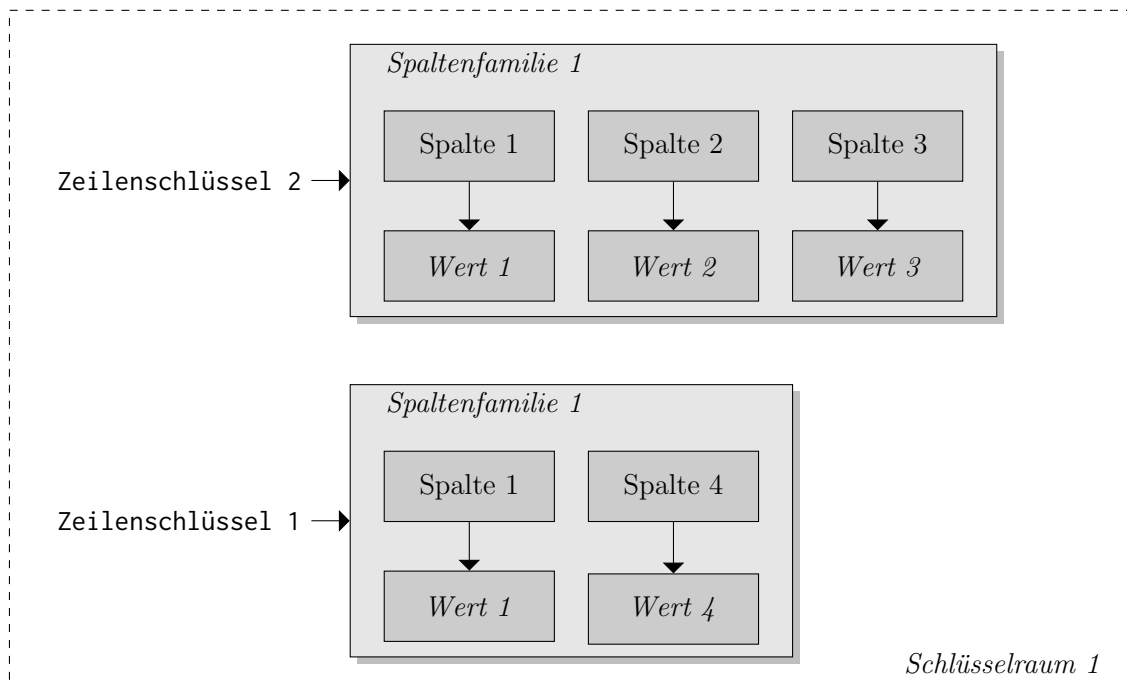 Spaltenfamilie 1
Spalte 1 Spalte 2 Spalte 3
Zeilenschlüssel 2
Wert 1 Wert 2 Wert 3
Spaltenfamilie 1
Spalte 1 Spalte 4
Zeilenschlüssel 1
Wert 1 Wert 4
Schlüsselraum 1